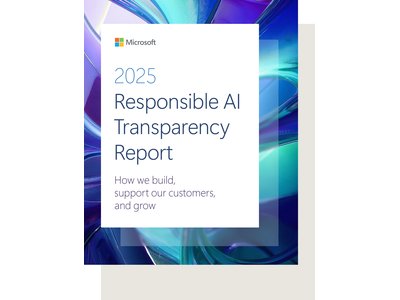 Microsoft
2025
Responsible AI
Transparency
Report
How we build,
support our customers,
and grow